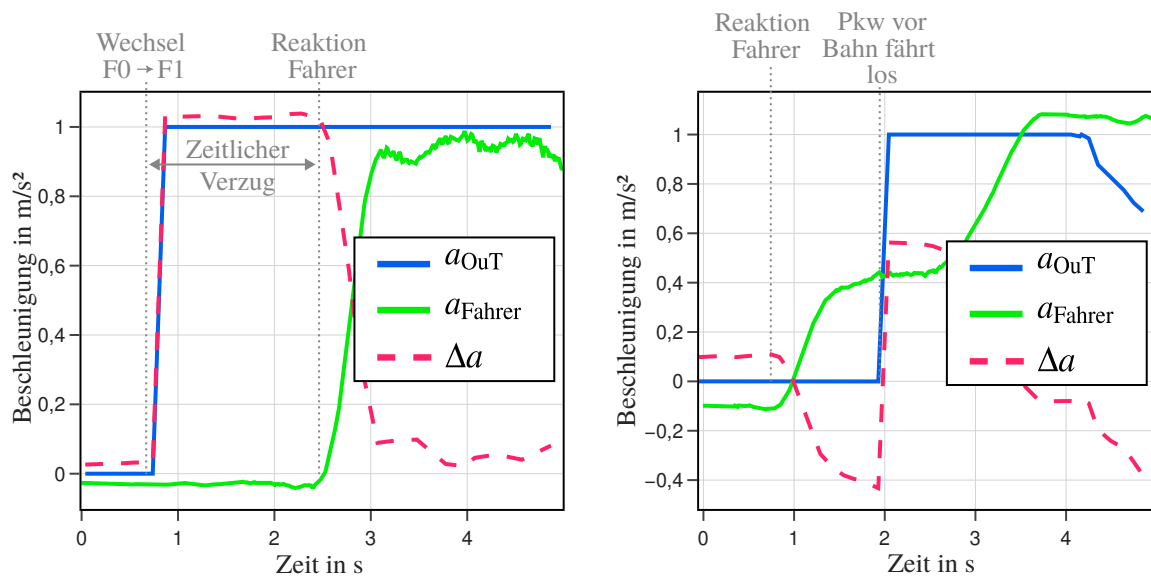 Wechsel
F0 → F1
Reaktion
Fahrer
Zeitlicher
Verzug
Beschleunigung in m/s²
1
0,8
0,6
0,4
0,2
0
a_OuT
a_Fahrer
Δa
0
1
2
3
4
Zeit in s
Reaktion
Fahrer
Pkw vor
Bahn fährt
los
Beschleunigung in m/s²
1
0,8
0,6
0,4
0,2
0
−0,2
−0,4
a_OuT
a_Fahrer
Δa
0
1
2
3
4
Zeit in s